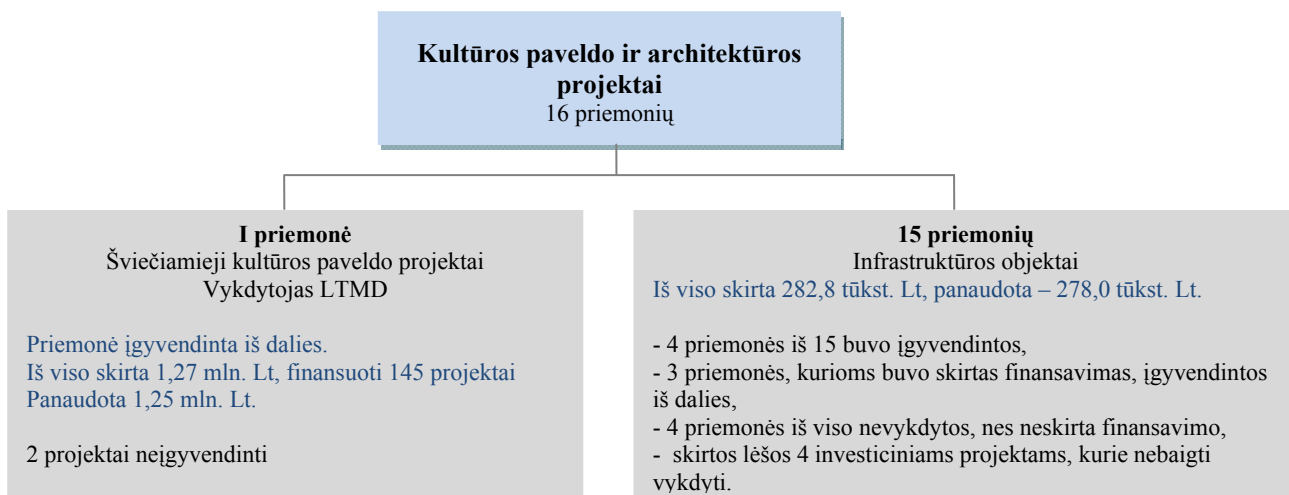 Kultūros paveldo ir architektūros
projektai
16 priemonių
I priemonė
Šviečiamieji kultūros paveldo projektai
Vykdytojas LTMD
Priemonė įgyvendinta iš dalies.
Iš viso skirta 1,27 mln. Lt, finansuoti 145 projektai
Panaudota 1,25 mln. Lt.
2 projektai neįgyvendinti
15 priemonių
Infrastruktūros objektai
Iš viso skirta 282,8 tūkst. Lt, panaudota – 278,0 tūkst. Lt.
- 4 priemonės iš 15 buvo įgyvendintos,
- 3 priemonės, kurioms buvo skirtas finansavimas, įgyvendintos
iš dalies,
- 4 priemonės iš viso nevykdytos, nes neskirta finansavimo,
- skirtos lėšos 4 investiciniams projektams, kurie nebaigti
vykdyti.